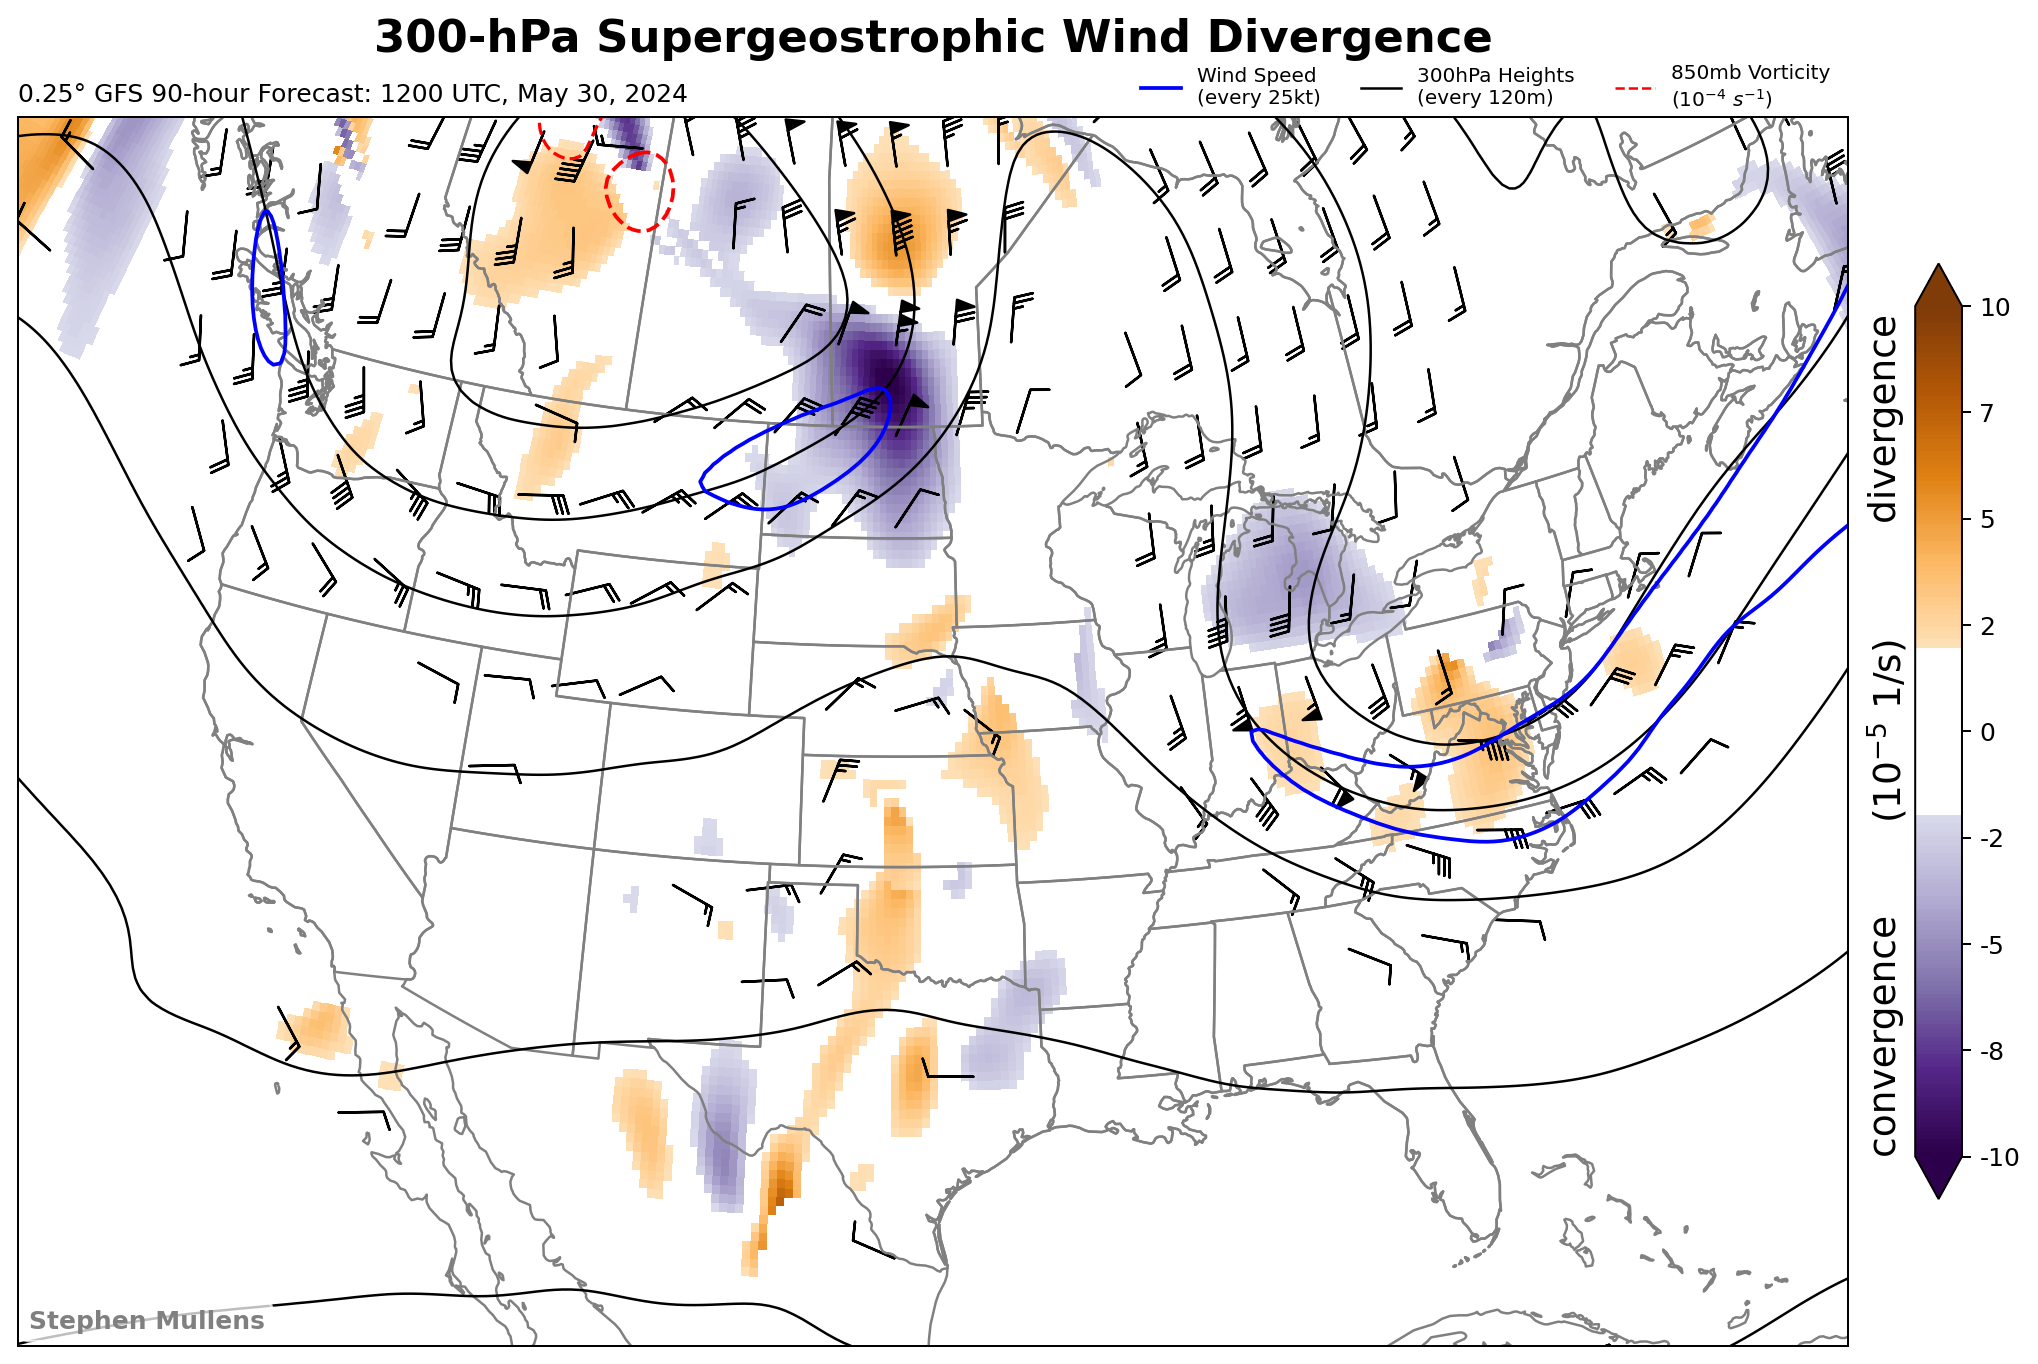 300-hPa Supergeostrophic Wind Divergence
0.25° GFS 90-hour Forecast: 1200 UTC, May 30, 2024
Wind Speed
(every 25kt)
300hPa Heights
(every 120m)
850mb Vorticity
(10⁻⁴ s⁻¹)
10
7
5
2
0
-2
-5
-8
-10
convergence (10⁻⁵ 1/s) divergence
Stephen Mullens